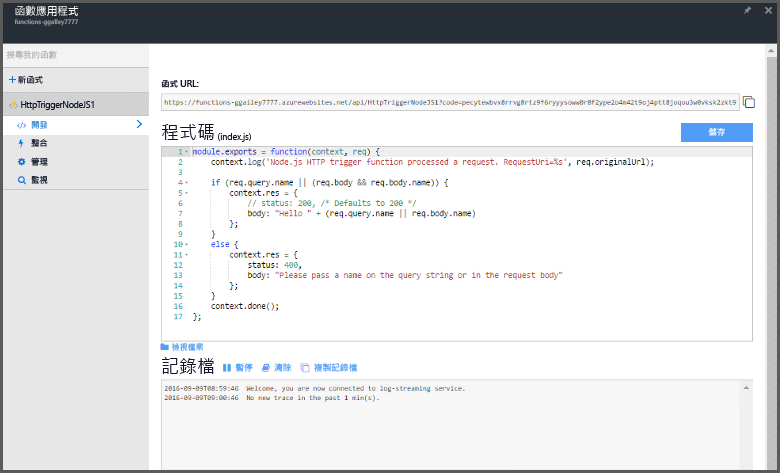 函數應用程式
functions-ggailey7777
搜尋我的函數
+ 新函式
HttpTriggerNodeJS1
開發
整合
管理
監視
函式 URL:
https://functions-ggailey7777.azurewebsites.net/api/HttpTriggerNodeJS1?code=pecytewbvx8rrvg8rtz9f6ryyysoww0r8f2ype2o4m42t9oj4ptt8joqou3w0vksk2zkt9
程式碼 (index.js)
儲存
1 module.exports = function(context, req) {
2 context.log('Node.js HTTP trigger function processed a request. RequestUri=%s', req.originalUrl);
3
4 if (req.query.name || (req.body && req.body.name)) {
5 context.res = {
6 // status: 200, /* Defaults to 200 */
7 body: "Hello " + (req.query.name || req.body.name)
8 };
9 }
10 else {
11 context.res = {
12 status: 400,
13 body: "Please pass a name on the query string or in the request body"
14 };
15 }
16 context.done();
17 };
檢視檔案
記錄檔 暫停 清除 複製記錄檔
2016-09-09T08:59:46 Welcome, you are now connected to log-streaming service.
2016-09-09T09:00:46 No new trace in the past 1 min(s).